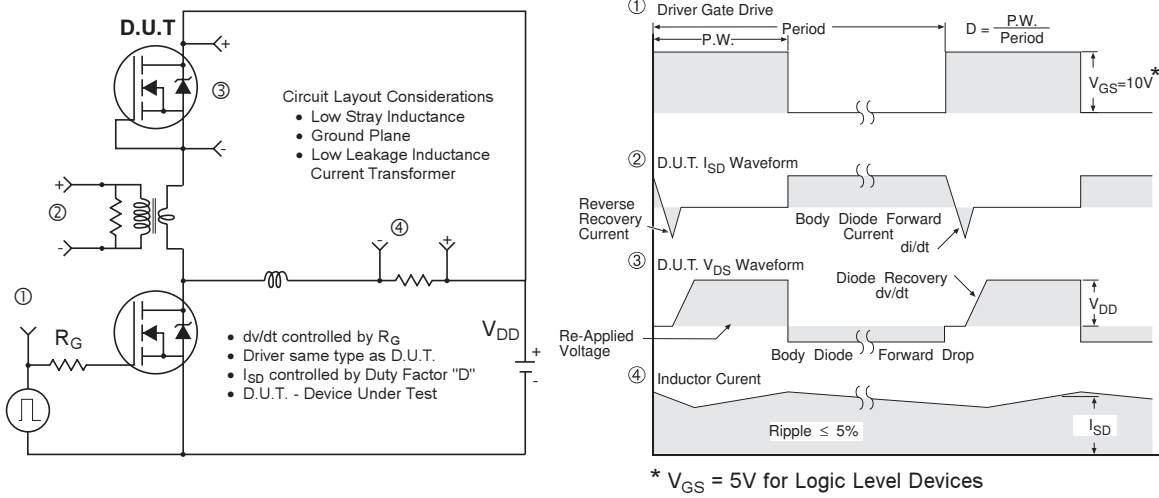 D.U.T
+
③
-
Circuit Layout Considerations
• Low Stray Inductance
• Ground Plane
• Low Leakage Inductance
Current Transformer
+
②
-
④
-
+
①
R_G
V_DD
+
-
• dv/dt controlled by R_G
• Driver same type as D.U.T.
• I_SD controlled by Duty Factor "D"
• D.U.T. - Device Under Test
① Driver Gate Drive
P.W.
Period
D = P.W. / Period
V_GS=10V *
② D.U.T. I_SD Waveform
Reverse
Recovery
Current
Body Diode Forward
Current
di/dt
③ D.U.T. V_DS Waveform
Diode Recovery
dv/dt
V_DD
Re-Applied
Voltage
Body Diode Forward Drop
④ Inductor Curent
Ripple ≤ 5%
I_SD
* V_GS = 5V for Logic Level Devices